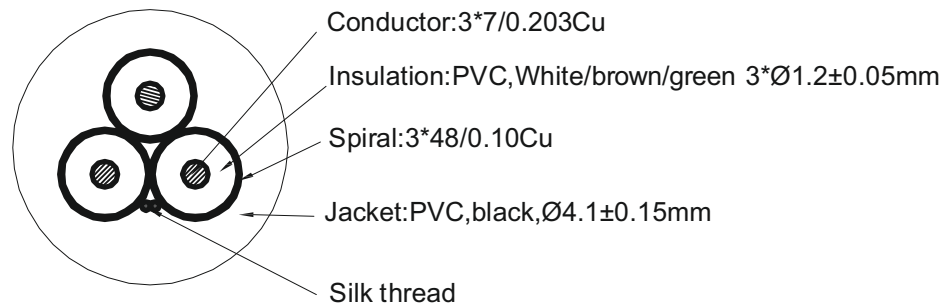 Conductor:3*7/0.203Cu
Insulation:PVC,White/brown/green 3*Ø1.2±0.05mm
Spiral:3*48/0.10Cu
Jacket:PVC,black,Ø4.1±0.15mm
Silk thread